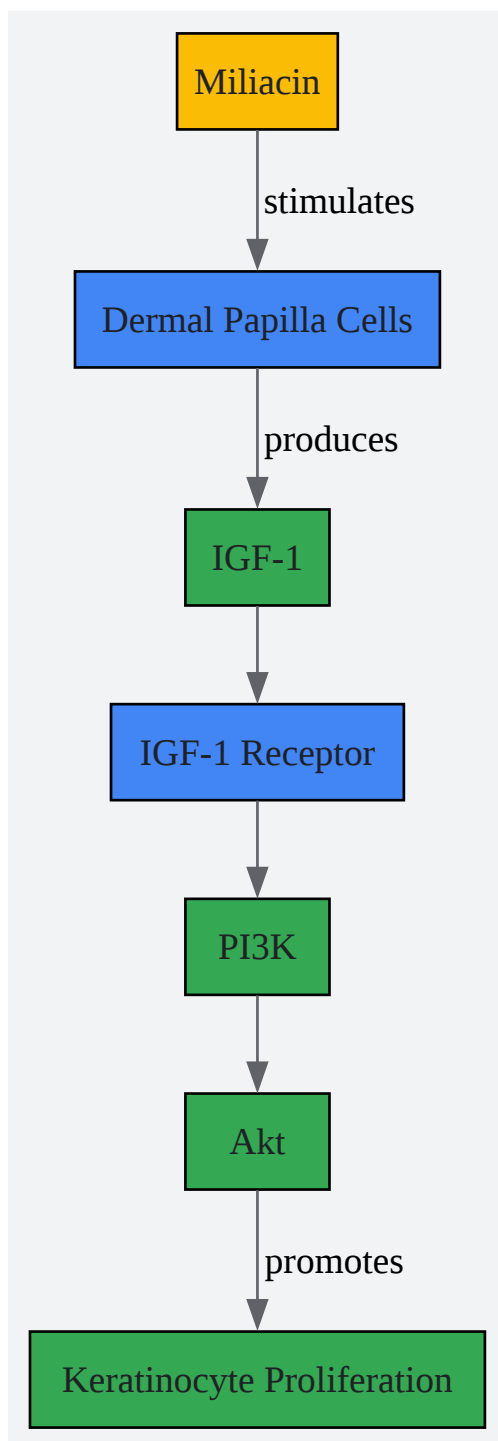 Miliacin
stimulates
Dermal Papilla Cells
produces
IGF-1
IGF-1 Receptor
PI3K
Akt
promotes
Keratinocyte Proliferation